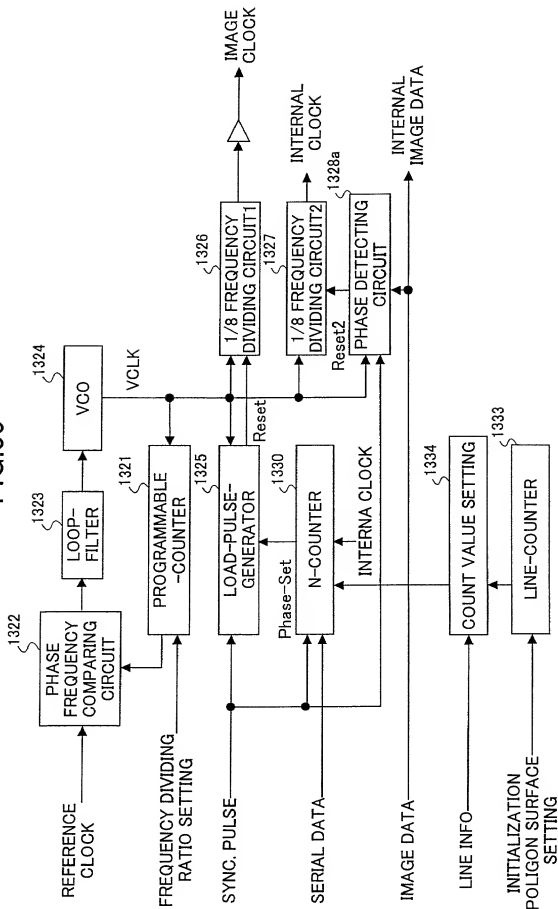 1322
PHASE
FREQUENCY
COMPARING
CIRCUIT
1323
LOOP-
FILTER
1324
VCO
REFERENCE
CLOCK
VCLK
1321
PROGRAMMABLE
-COUNTER
FREQUENCY DIVIDING
RATIO SETTING
1325
LOAD-PULSE-
GENERATOR
1326
1/8 FREQUENCY
DIVIDING CIRCUIT1
IMAGE
CLOCK
SYNC. PULSE
Reset
Phase-Set
1330
N-COUNTER
1327
1/8 FREQUENCY
DIVIDING CIRCUIT2
INTERNAL
CLOCK
SERIAL DATA
INTERNA CLOCK
Reset2
1328a
PHASE DETECTING
CIRCUIT
IMAGE DATA
INTERNAL
IMAGE DATA
1334
COUNT VALUE SETTING
LINE INFO
1333
LINE-COUNTER
INITIALIZATION
POLIGON SURFACE
SETTING